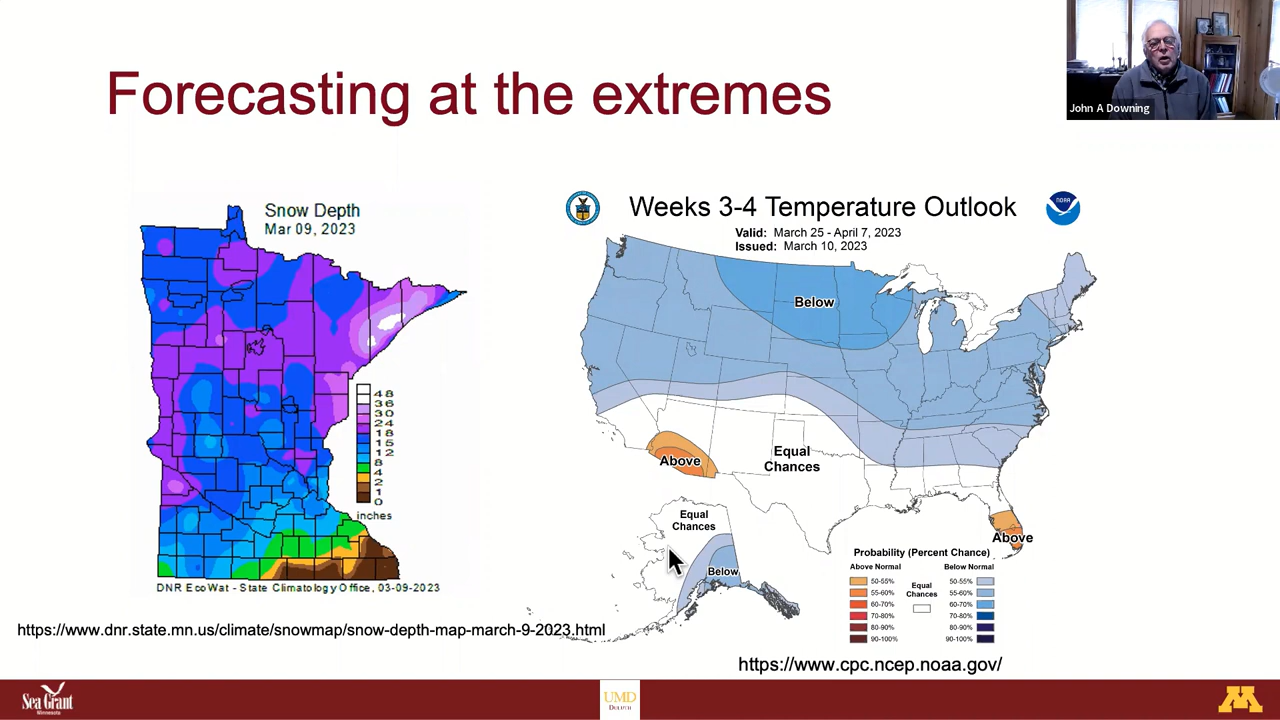 John A Downing
Forecasting at the extremes
Snow Depth
Mar 09, 2023
48
36
30
24
18
15
12
8
4
2
1
0
inches
DNR EcoWat - State Climatology Office, 03-09-2023
https://www.dnr.state.mn.us/climate/snowmap/snow-depth-map-march-9-2023.html
NOAA
Weeks 3-4 Temperature Outlook
Valid: March 25 - April 7, 2023
Issued: March 10, 2023
Below
Above
Equal
Chances
Above
Equal
Chances
Below
Probability (Percent Chance)
Above Normal
Below Normal
Equal
Chances
50-55%
55-60%
60-70%
70-80%
80-90%
90-100%
50-55%
55-60%
60-70%
70-80%
80-90%
90-100%
https://www.cpc.ncep.noaa.gov/
Sea Grant
Minnesota
UMD
Duluth
M